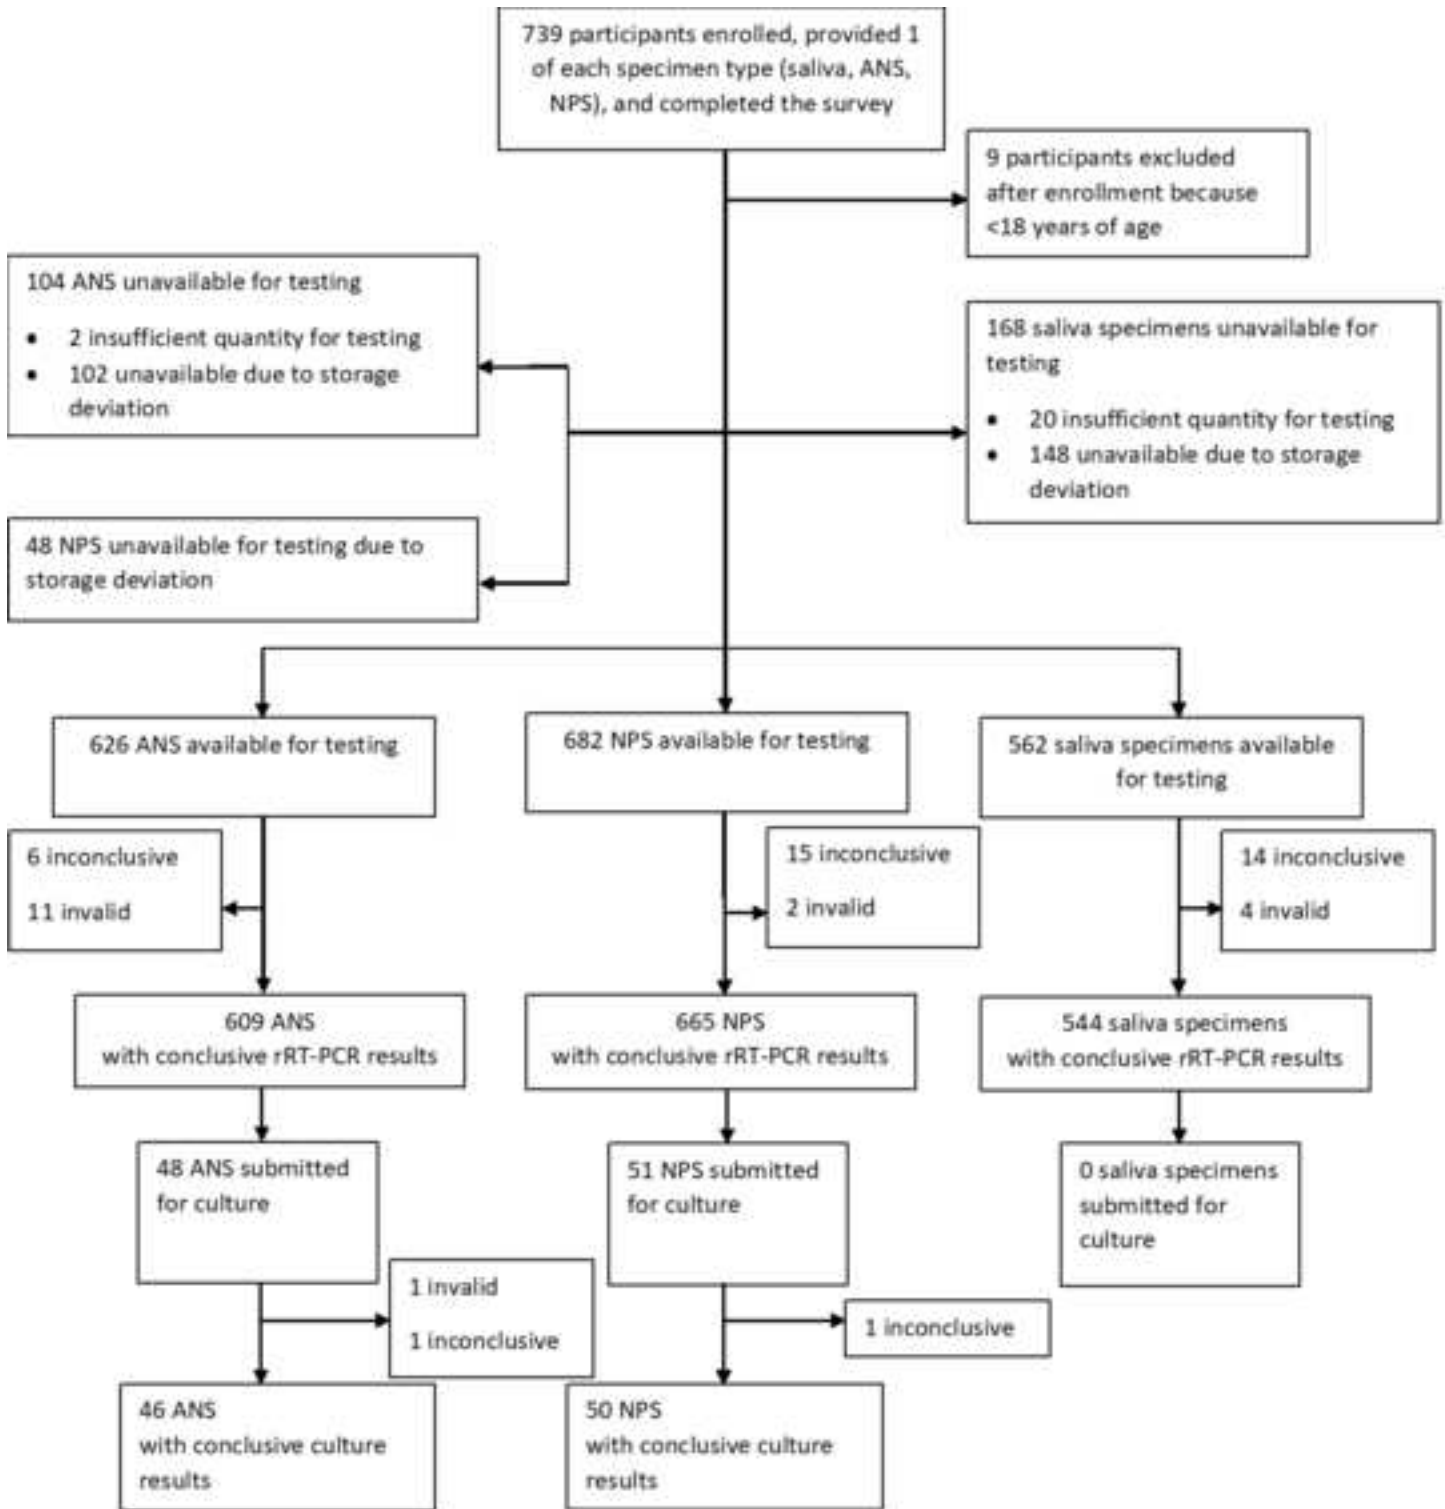 739 participants enrolled, provided 1
of each specimen type (saliva, ANS,
NPS), and completed the survey
9 participants excluded
after enrollment because
<18 years of age
104 ANS unavailable for testing
• 2 insufficient quantity for testing
• 102 unavailable due to storage
deviation
168 saliva specimens unavailable for
testing
• 20 insufficient quantity for testing
• 148 unavailable due to storage
deviation
48 NPS unavailable for testing due to
storage deviation
626 ANS available for testing
682 NPS available for testing
562 saliva specimens available
for testing
6 inconclusive
11 invalid
15 inconclusive
2 invalid
14 inconclusive
4 invalid
609 ANS
with conclusive rRT-PCR results
665 NPS
with conclusive rRT-PCR results
544 saliva specimens
with conclusive rRT-PCR results
48 ANS submitted
for culture
51 NPS submitted
for culture
0 saliva specimens
submitted for
culture
1 invalid
1 inconclusive
1 inconclusive
46 ANS
with conclusive culture
results
50 NPS
with conclusive culture
results